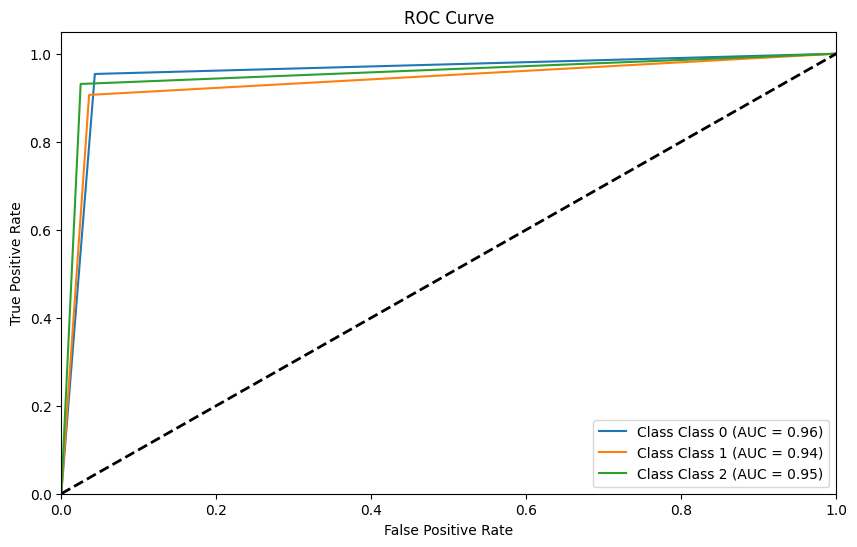 ROC Curve
1.0
0.8
0.6
0.4
0.2
0.0
True Positive Rate
0.0 0.2 0.4 0.6 0.8 1.0
False Positive Rate
Class Class 0 (AUC = 0.96)
Class Class 1 (AUC = 0.94)
Class Class 2 (AUC = 0.95)